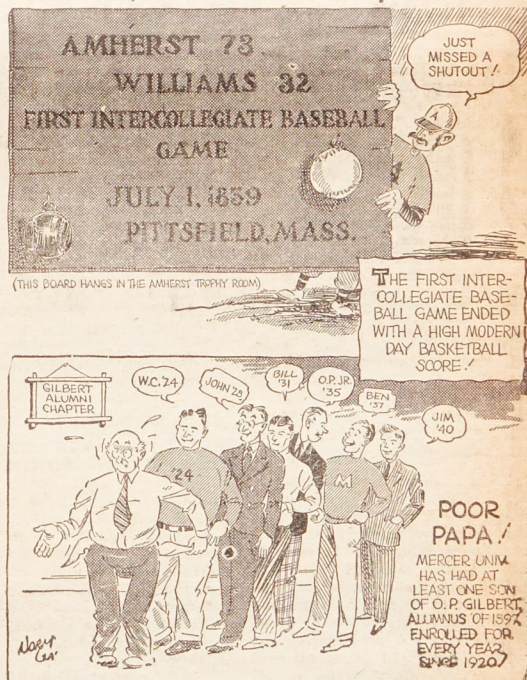 AMHERST 73
WILLIAMS 32
FIRST INTERCOLLEGIATE BASEBALL
GAME
JULY 1, 1859
PITTSFIELD, MASS.
JUST
MISSED A
SHUTOUT!
A
(THIS BOARD HANGS IN THE AMHERST TROPHY ROOM)
THE FIRST INTER-
COLLEGIATE BASE-
BALL GAME ENDED
WITH A HIGH MODERN
DAY BASKETBALL
SCORE!
GILBERT
ALUMNI
CHAPTER
W.C. '24
JOHN '28
BILL
'31
O.P. JR.
'35
BEN
'37
JIM
'40
'24
M
POOR
PAPA!
MERCER UNIV.
HAS HAD AT
LEAST ONE SON
OF O.P. GILBERT,
ALUMNUS OF 1897,
ENROLLED FOR
EVERY YEAR
SINCE 1920!